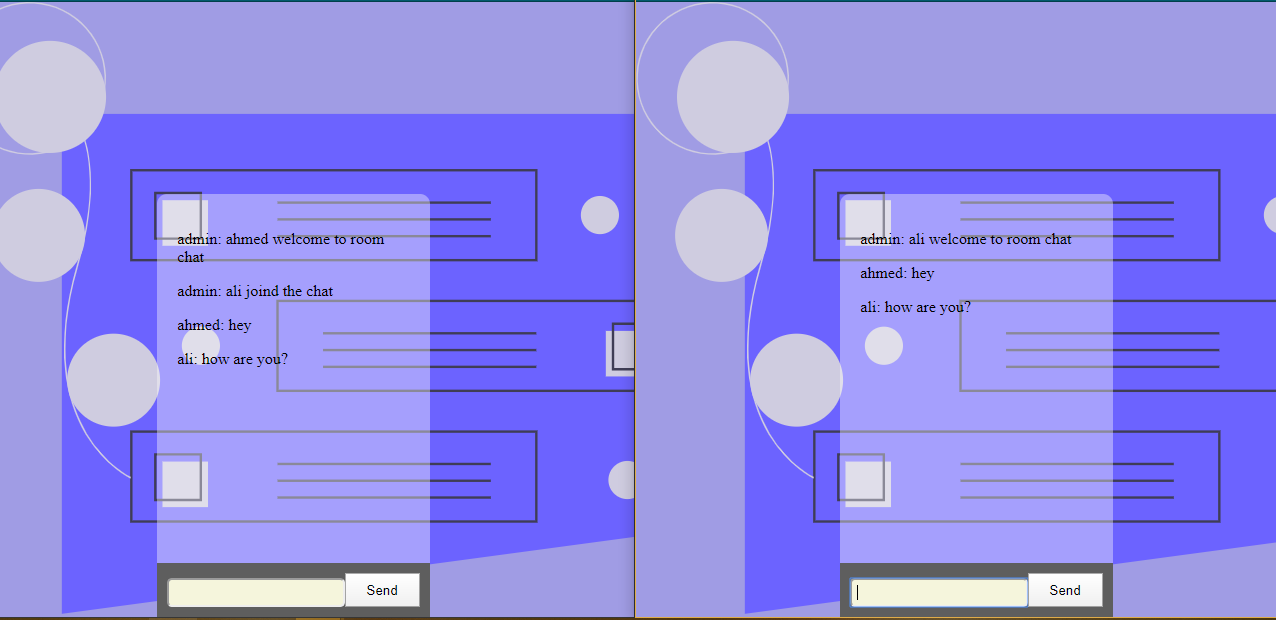 admin: ahmed welcome to room
chat
admin: ali joind the chat
ahmed: hey
ali: how are you?
Send
admin: ali welcome to room chat
ahmed: hey
ali: how are you?
Send